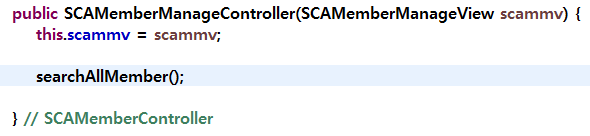 public SCAMemberManageController(SCAMemberManageView scammv) {
this.scammv = scammv;
searchAllMember();
} // SCAMemberController